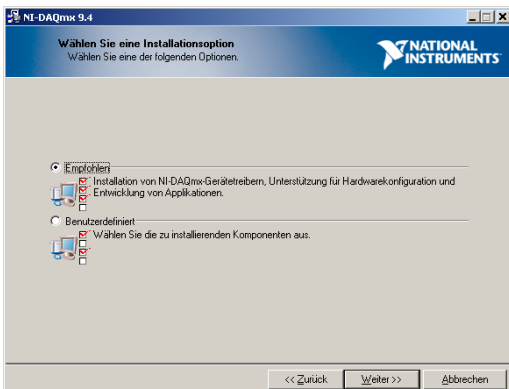 NI-DAQmx 9.4
Wählen Sie eine Installationsoption
Wählen Sie eine der folgenden Optionen.
NATIONAL
INSTRUMENTS
Empfohlen
Installation von NI-DAQmx-Gerätetreibern, Unterstützung für Hardwarekonfiguration und
Entwicklung von Applikationen.
Benutzerdefiniert
Wählen Sie die zu installierenden Komponenten aus.
<< Zurück
Weiter >>
Abbrechen